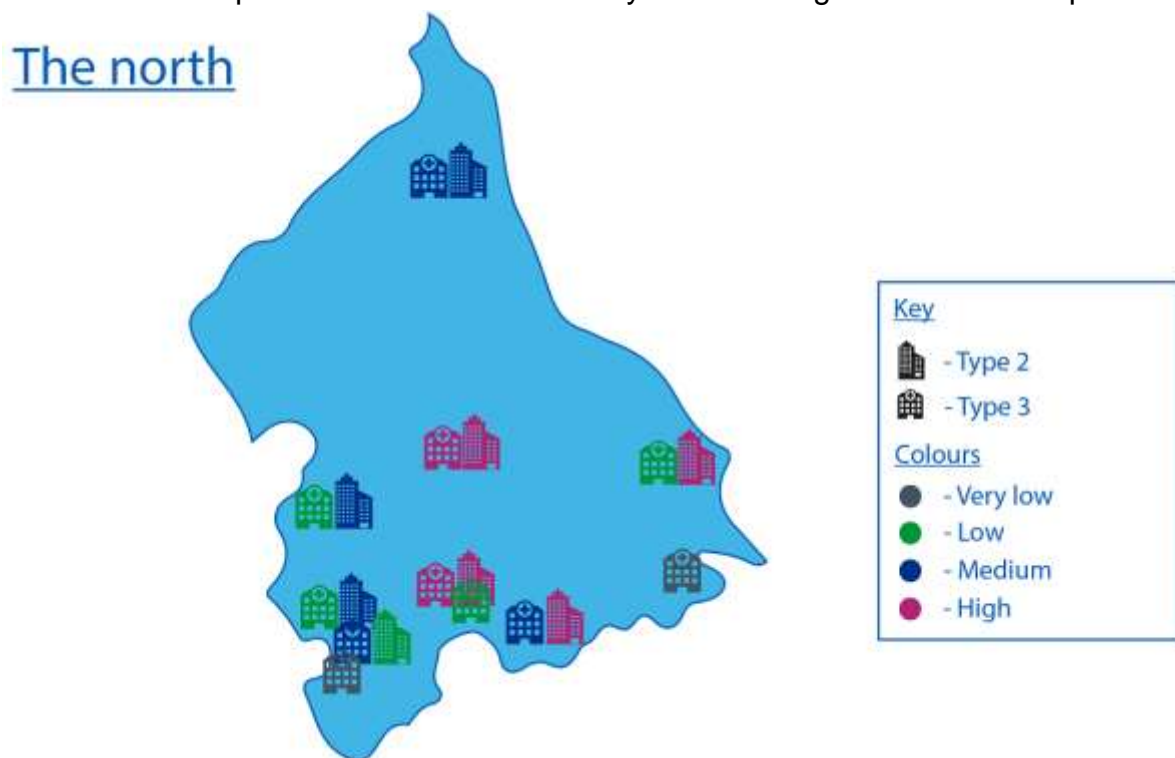 The north
Key
- Type 2
- Type 3
Colours
- Very low
- Low
- Medium
- High